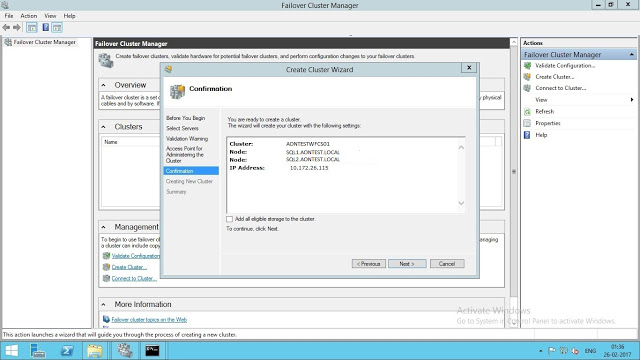 Failover Cluster Manager
File Action View Help
Failover Cluster Manager
Failover Cluster Manager
Create failover clusters, validate hardware for potential failover clusters, and perform configuration changes to your failover clusters.
Overview
A failover cluster is a set
physical
cables and by software. If
Clusters
Name
Management
To begin to use failover
managing
a cluster can include copy
Validate Configuration
Create Cluster...
Connect to Cluster...
More Information
Failover cluster topics on the Web
Create Cluster Wizard
Confirmation
Before You Begin
Select Servers
Validation Warning
Access Point for
Administering the
Cluster
Confirmation
Creating New Cluster
Summary
You are ready to create a cluster.
The wizard will create your cluster with the following settings:
Cluster: AONTESTWFCS01
Node: SQL1.AONTEST.LOCAL
Node: SQL2.AONTEST.LOCAL
IP Address: 10.172.26.115
Add all eligible storage to the cluster.
To continue, click Next.
< Previous
Next >
Cancel
Actions
Failover Cluster Manager
Validate Configuration...
Create Cluster...
Connect to Cluster...
View
Refresh
Properties
Help
Activate Windows
Go to System in Control Panel to activate Windows.
This action launches a wizard that will guide you through the process of creating a new cluster.
ENG
01:36
26-02-2017